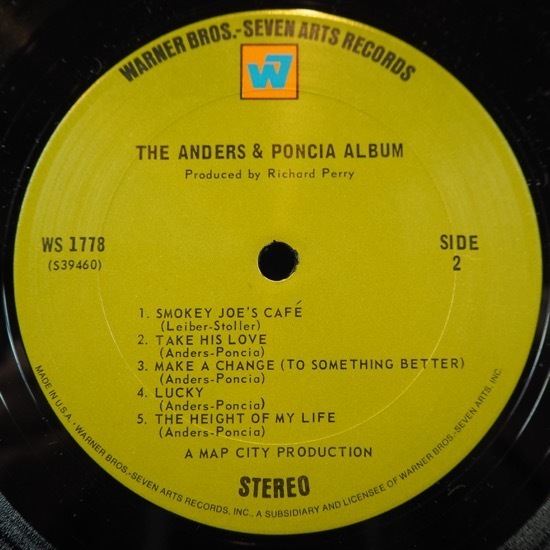 WARNER BROS.-SEVEN ARTS RECORDS
W7
THE ANDERS & PONCIA ALBUM
Produced by Richard Perry
WS 1778
(S39460)
SIDE
2
1. SMOKEY JOE'S CAFÉ
(Leiber-Stoller)
2. TAKE HIS LOVE
(Anders-Poncia)
3. MAKE A CHANGE (TO SOMETHING BETTER)
(Anders-Poncia)
4. LUCKY
(Anders-Poncia)
5. THE HEIGHT OF MY LIFE
(Anders-Poncia)
A MAP CITY PRODUCTION
STEREO
MADE IN U.S.A. • WARNER BROS.-SEVEN ARTS RECORDS, INC., A SUBSIDIARY AND LICENSEE OF WARNER BROS.-SEVEN ARTS, INC.